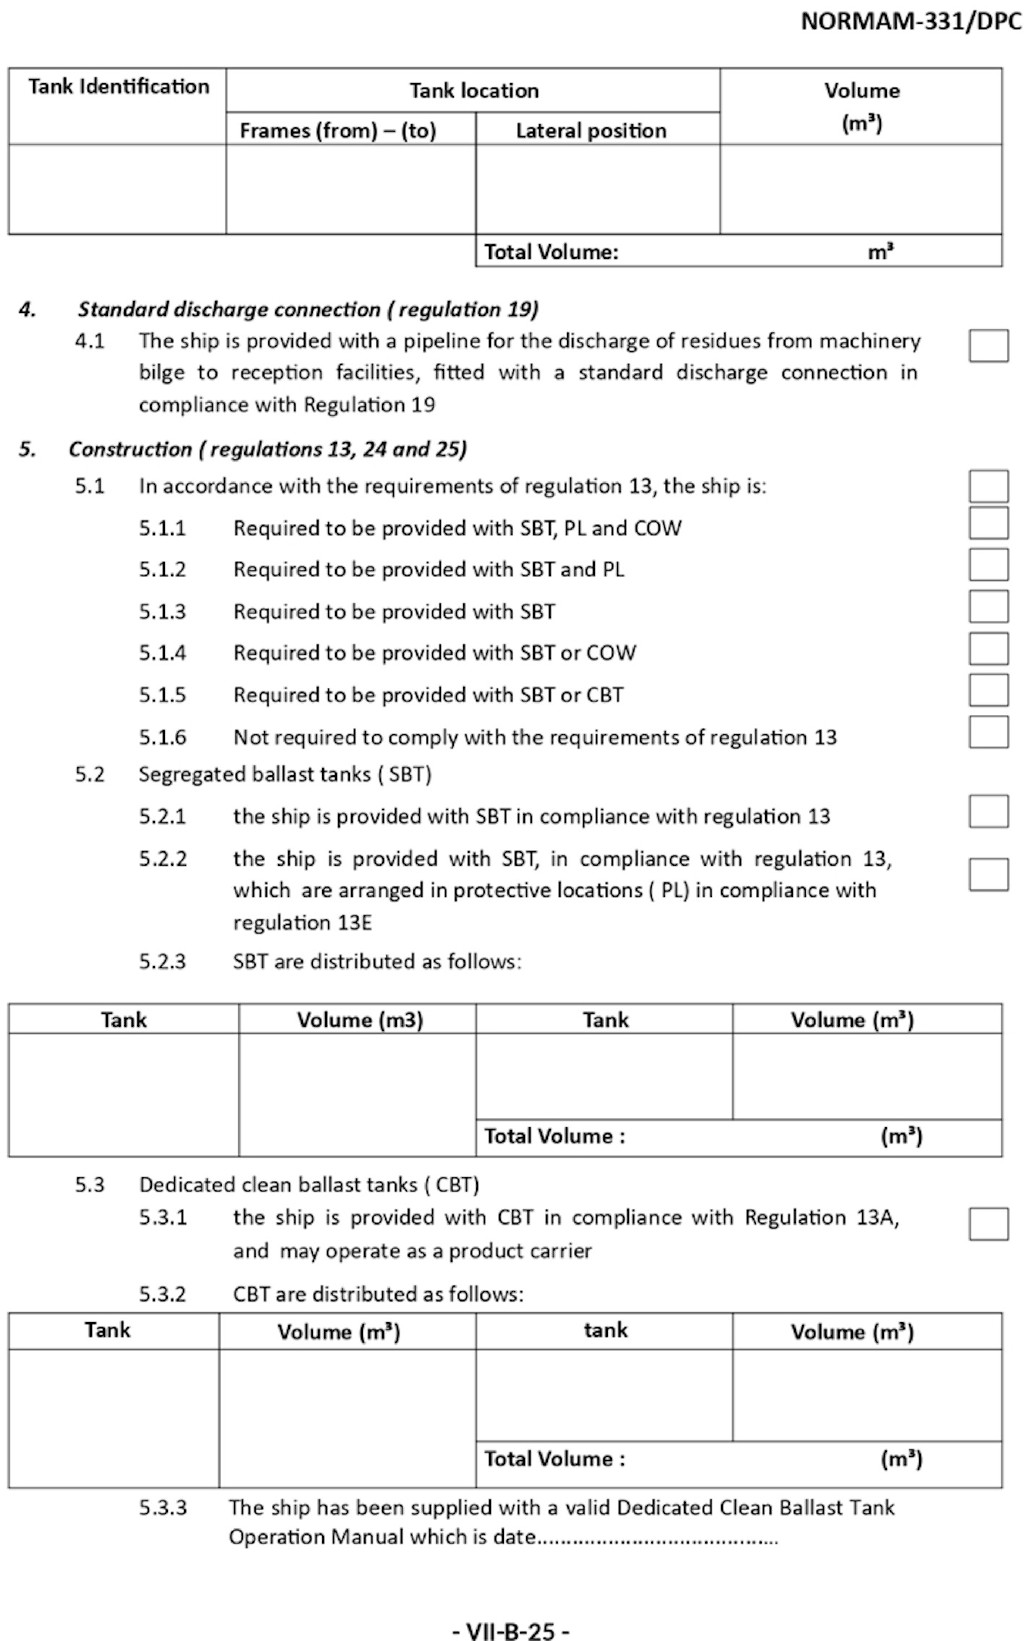 NORMAM-331/DPC
Tank Identification
Tank location
Volume
(m³)
Frames (from) – (to)
Lateral position
Total Volume: m³
4. Standard discharge connection ( regulation 19)
4.1 The ship is provided with a pipeline for the discharge of residues from machinery
bilge to reception facilities, fitted with a standard discharge connection in
compliance with Regulation 19
5. Construction ( regulations 13, 24 and 25)
5.1 In accordance with the requirements of regulation 13, the ship is:
5.1.1 Required to be provided with SBT, PL and COW
5.1.2 Required to be provided with SBT and PL
5.1.3 Required to be provided with SBT
5.1.4 Required to be provided with SBT or COW
5.1.5 Required to be provided with SBT or CBT
5.1.6 Not required to comply with the requirements of regulation 13
5.2 Segregated ballast tanks ( SBT)
5.2.1 the ship is provided with SBT in compliance with regulation 13
5.2.2 the ship is provided with SBT, in compliance with regulation 13,
which are arranged in protective locations ( PL) in compliance with
regulation 13E
5.2.3 SBT are distributed as follows:
Tank Volume (m3) Tank Volume (m³)
Total Volume : (m³)
5.3 Dedicated clean ballast tanks ( CBT)
5.3.1 the ship is provided with CBT in compliance with Regulation 13A,
and may operate as a product carrier
5.3.2 CBT are distributed as follows:
Tank Volume (m³) tank Volume (m³)
Total Volume : (m³)
5.3.3 The ship has been supplied with a valid Dedicated Clean Ballast Tank
Operation Manual which is date..........................................
- VII-B-25 -